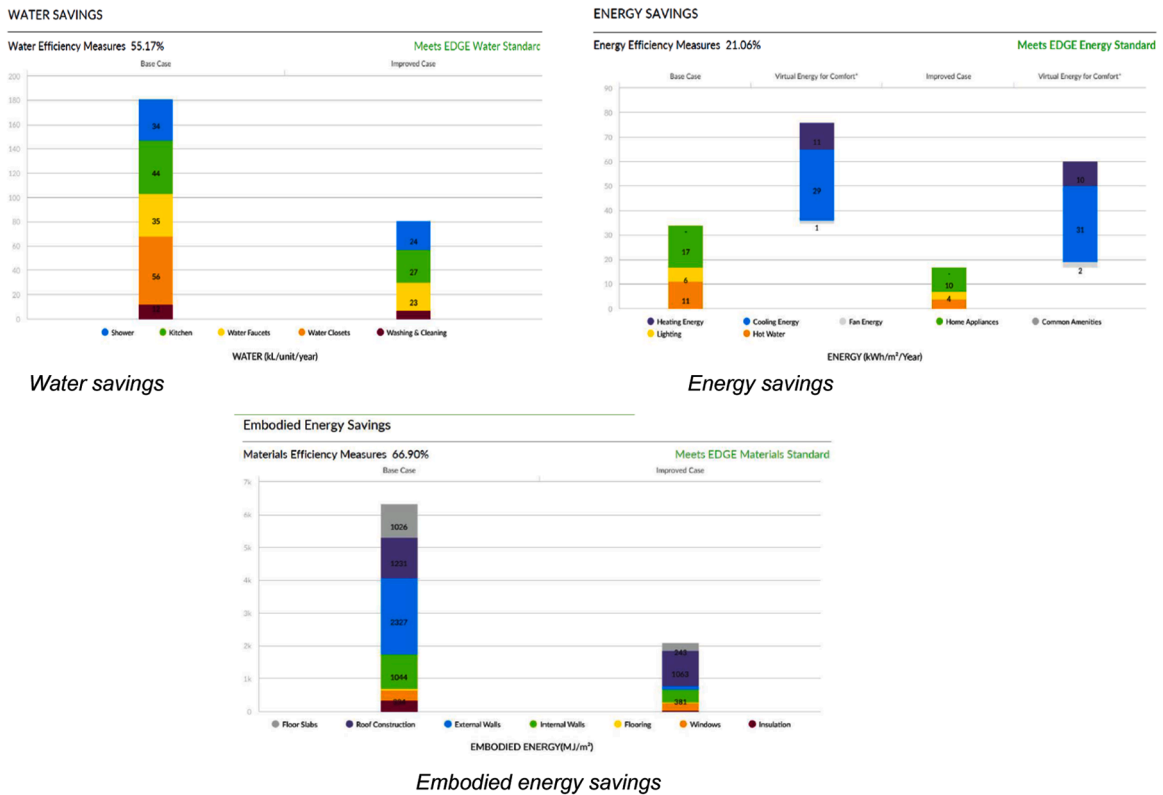 WATER SAVINGS
Water Efficiency Measures 55.17% Meets EDGE Water Standard
Base Case Improved Case
200
180
160
140
120
100
80
60
40
20
0
34
44
35
56
24
27
23
Shower Kitchen Water Faucets Water Closets Washing & Cleaning
WATER (kL/unit/year)
Water savings
ENERGY SAVINGS
Energy Efficiency Measures 21.06% Meets EDGE Energy Standard
Base Case Virtual Energy for Comfort* Improved Case Virtual Energy for Comfort*
90
80
70
60
50
40
30
20
10
0
17
6
11
11
29
1
10
4
10
31
2
Heating Energy Cooling Energy Fan Energy Home Appliances Common Amenities
Lighting Hot Water
ENERGY (kWh/m²/Year)
Energy savings
Embodied Energy Savings
Materials Efficiency Measures 66.90% Meets EDGE Materials Standard
Base Case Improved Case
7k
6k
5k
4k
3k
2k
1k
0
1026
1231
2327
1044
243
1063
381
Floor Slabs Roof Construction External Walls Internal Walls Flooring Windows Insulation
EMBODIED ENERGY(MJ/m²)
Embodied energy savings